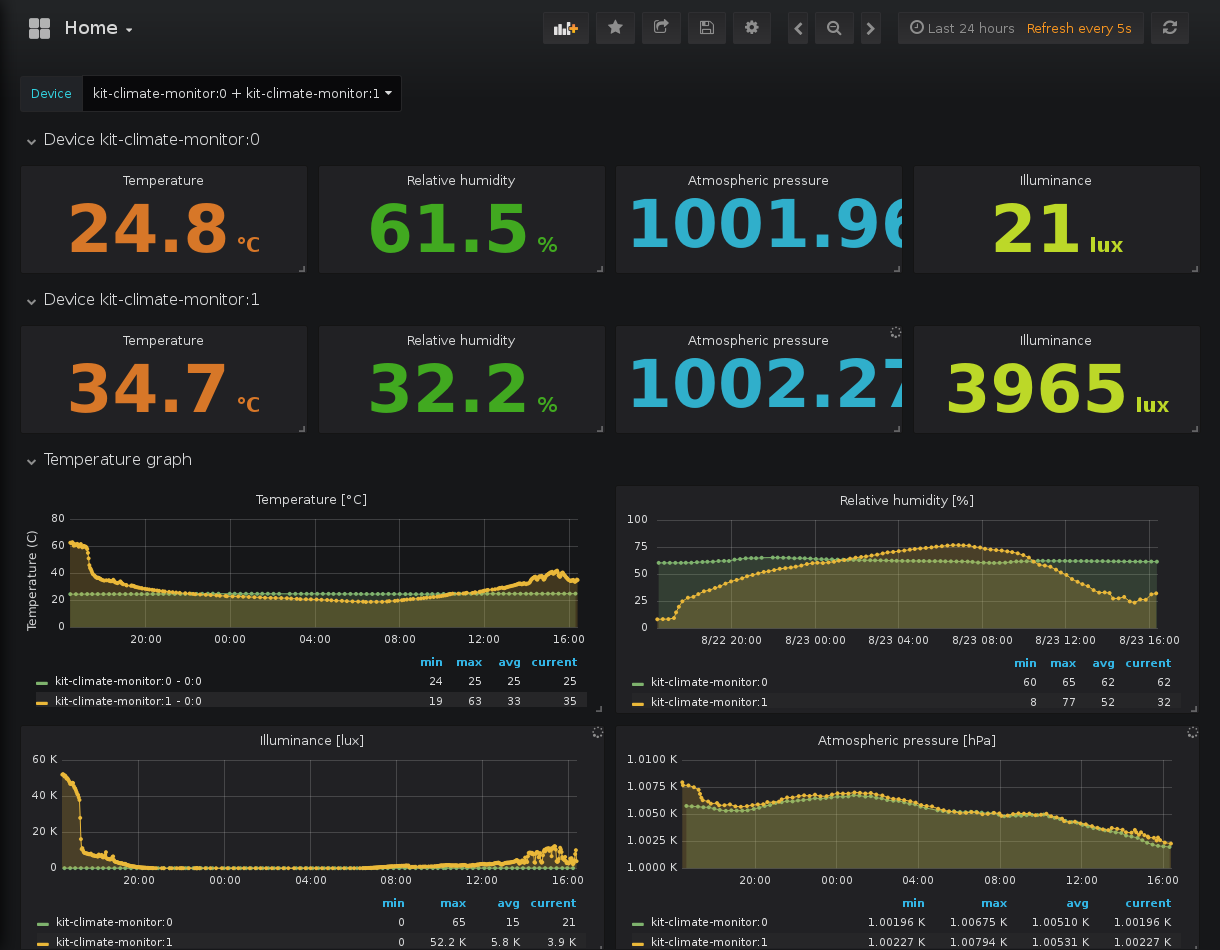 Home
Last 24 hours Refresh every 5s
Device kit-climate-monitor:0 + kit-climate-monitor:1
Device kit-climate-monitor:0
Temperature Relative humidity Atmospheric pressure Illuminance
24.8 °C 61.5 % 1001.96 21 lux
Device kit-climate-monitor:1
Temperature Relative humidity Atmospheric pressure Illuminance
34.7 °C 32.2 % 1002.27 3965 lux
Temperature graph
Temperature [°C]
Temperature (C)
80
60
40
20
0
20:00 00:00 04:00 08:00 12:00 16:00
min max avg current
kit-climate-monitor:0 - 0:0 24 25 25 25
kit-climate-monitor:1 - 0:0 19 63 33 35
Relative humidity [%]
100
75
50
25
0
8/22 20:00 8/23 00:00 8/23 04:00 8/23 08:00 8/23 12:00 8/23 16:00
min max avg current
kit-climate-monitor:0 60 65 62 62
kit-climate-monitor:1 8 77 52 32
Illuminance [lux]
60 K
40 K
20 K
0
20:00 00:00 04:00 08:00 12:00 16:00
min max avg current
kit-climate-monitor:0 0 65 15 21
kit-climate-monitor:1 0 52.2 K 5.8 K 3.9 K
Atmospheric pressure [hPa]
1.0100 K
1.0075 K
1.0050 K
1.0025 K
1.0000 K
20:00 00:00 04:00 08:00 12:00 16:00
min max avg current
kit-climate-monitor:0 1.00196 K 1.00675 K 1.00510 K 1.00196 K
kit-climate-monitor:1 1.00227 K 1.00794 K 1.00531 K 1.00227 K